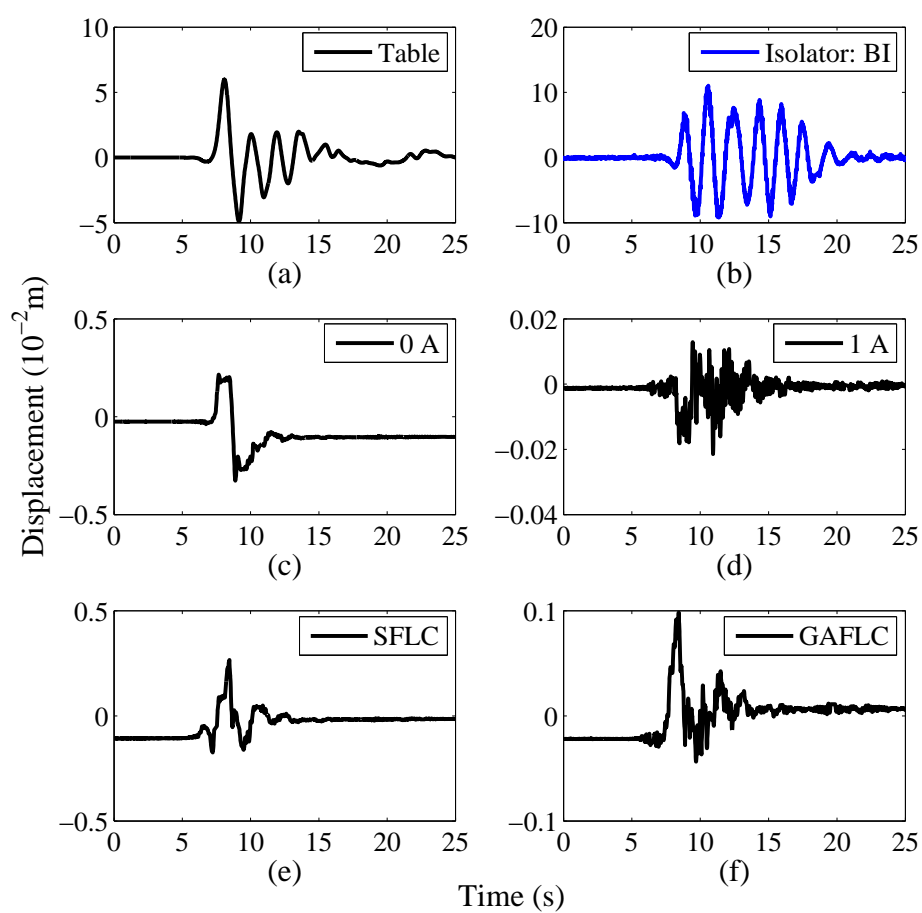 10
5
0
−5
Table
0 5 10 15 20 25
(a)
20
10
0
−10
Isolator: BI
0 5 10 15 20 25
(b)
Displacement (10−2m)
0.5
0
−0.5
0 A
0 5 10 15 20 25
(c)
0.02
0
−0.02
−0.04
1 A
0 5 10 15 20 25
(d)
0.5
0
−0.5
SFLC
0 5 10 15 20 25
(e)
0.1
0
−0.1
GAFLC
0 5 10 15 20 25
(f)
Time (s)